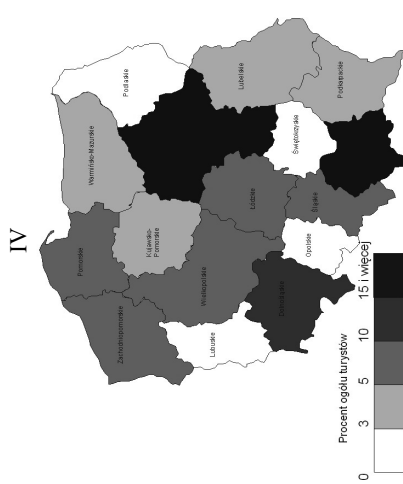 IV
Pomorskie
Warmińsko-Mazurskie
Podlaskie
Zachodniopomorskie
Kujawsko-
Pomorskie
Wielkopolskie
Lubuskie
Łódzkie
Lubelskie
Dolnośląskie
Opolskie
Śląskie
Świętokrzyskie
Podkarpackie
Procent ogółu turystów
0
3
5
10
15 i więcej